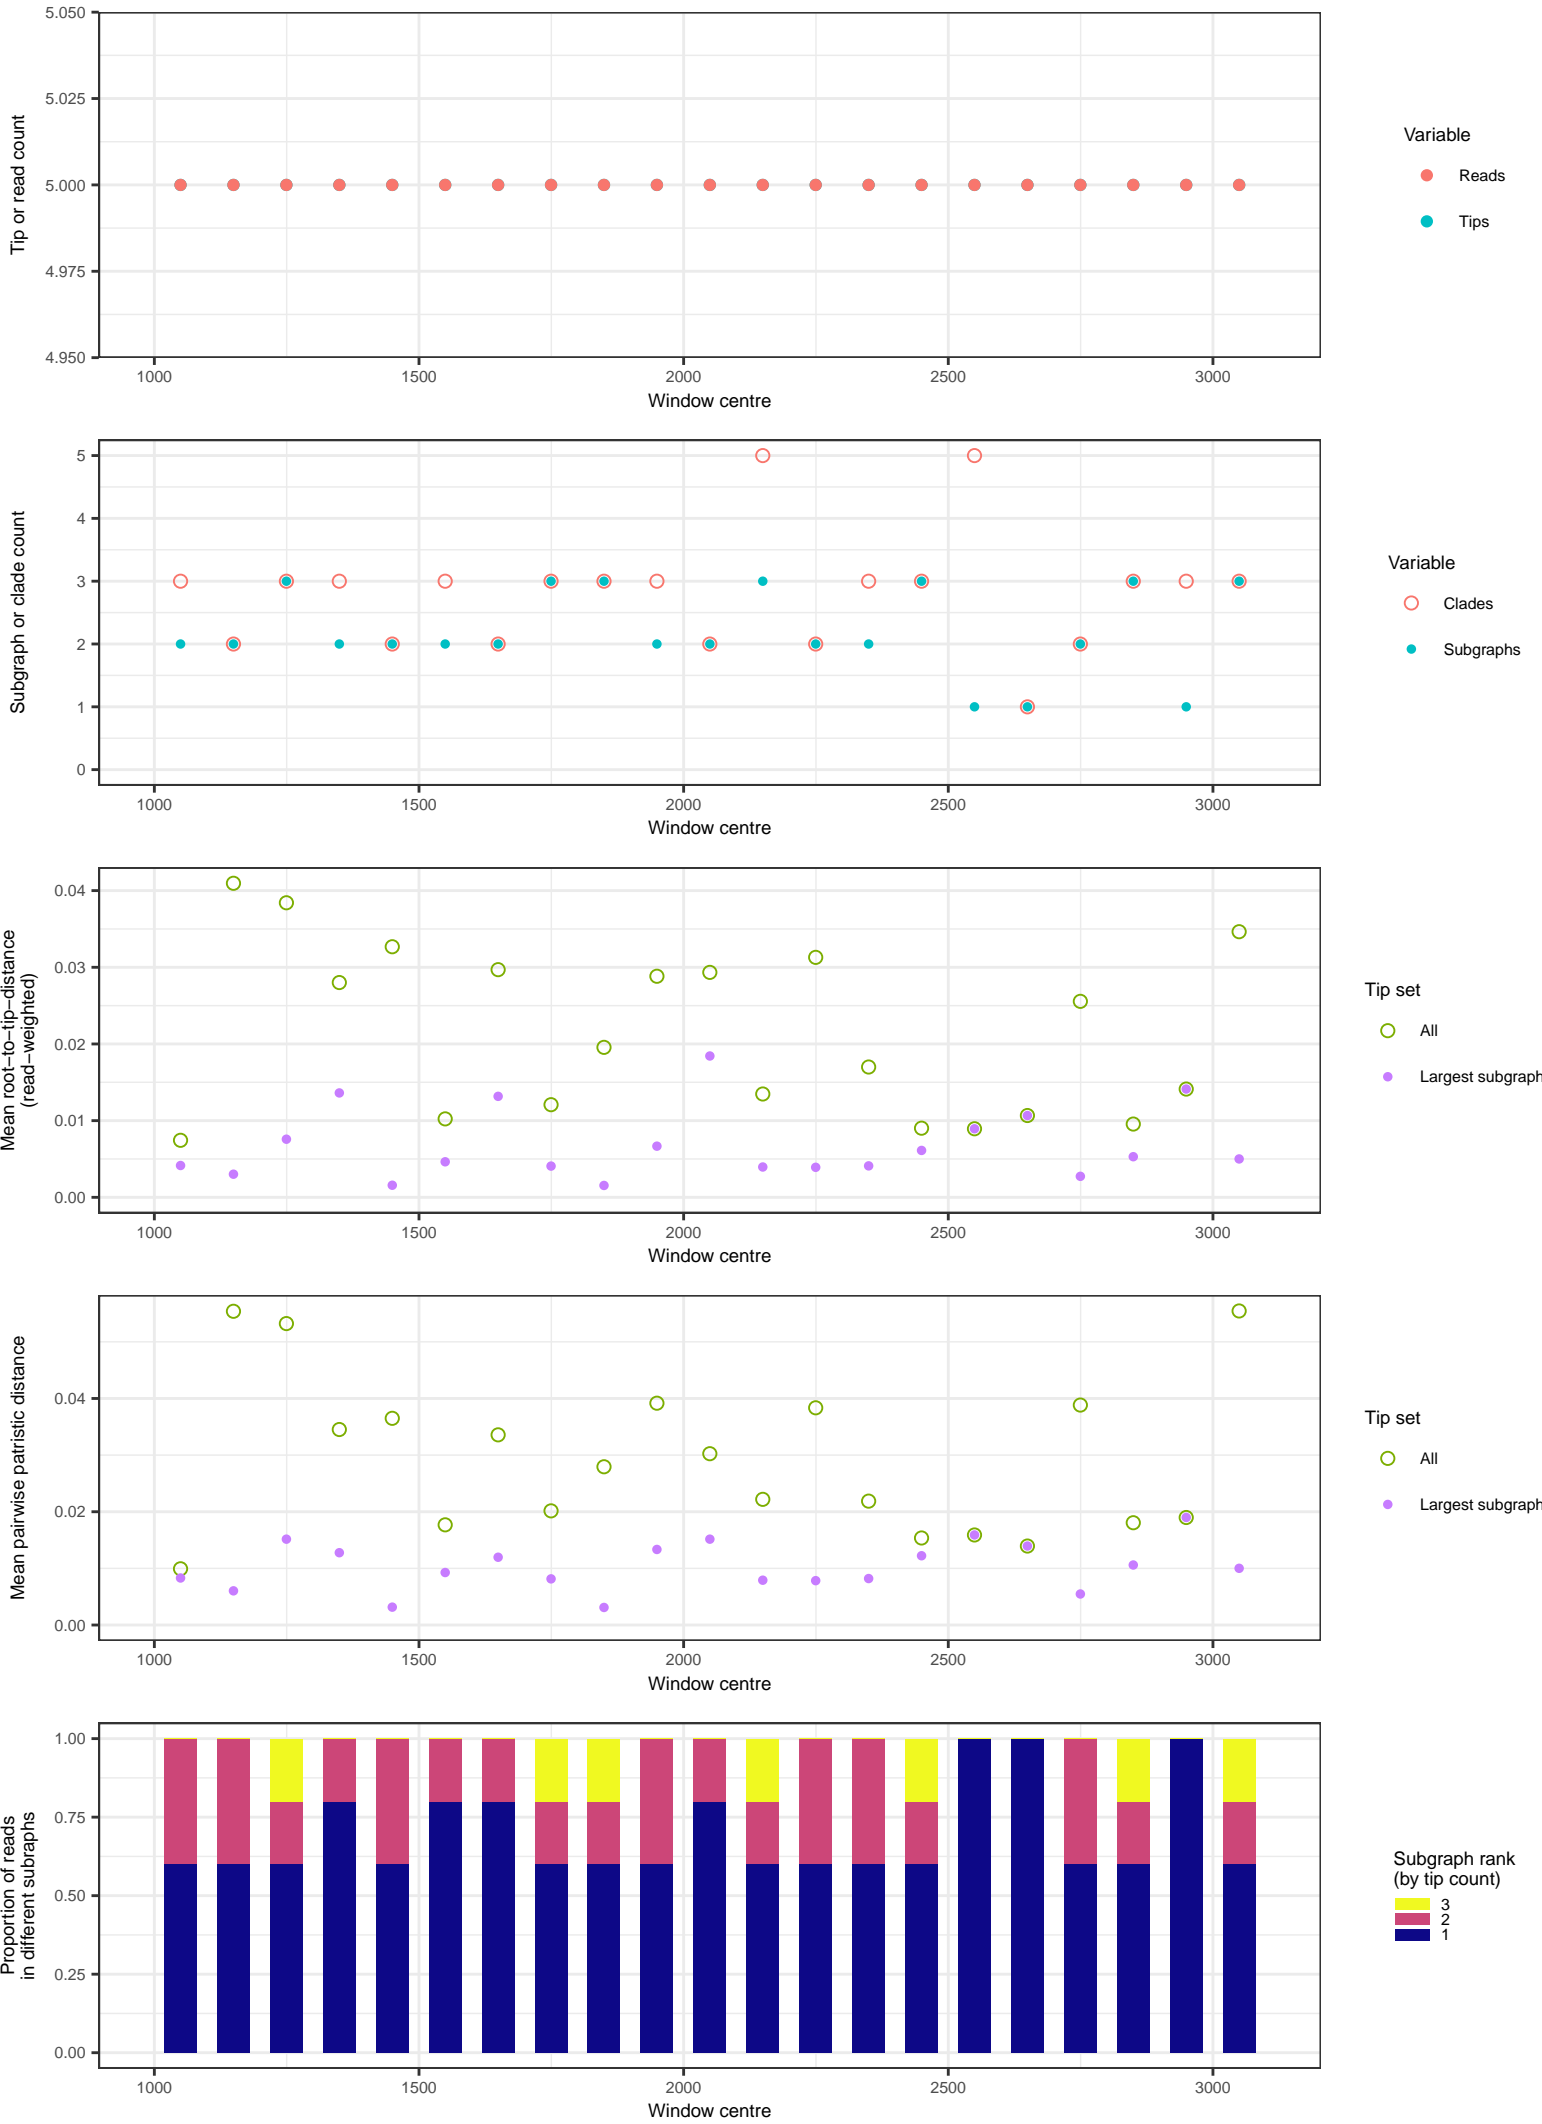 5.050
5.025
5.000
4.975
4.950
Tip or read count
1000 1500 2000 2500 3000
Window centre
Variable
Reads
Tips
5
4
3
2
1
0
Subgraph or clade count
1000 1500 2000 2500 3000
Window centre
Variable
Clades
Subgraphs
0.04
0.03
0.02
0.01
0.00
Mean root−to−tip−distance
(read−weighted)
1000 1500 2000 2500 3000
Window centre
Tip set
All
Largest subgraph
0.04
0.02
0.00
Mean pairwise patristic distance
1000 1500 2000 2500 3000
Window centre
Tip set
All
Largest subgraph
1.00
0.75
0.50
0.25
0.00
Proportion of reads
in different subraphs
1000 1500 2000 2500 3000
Window centre
Subgraph rank
(by tip count)
3
2
1